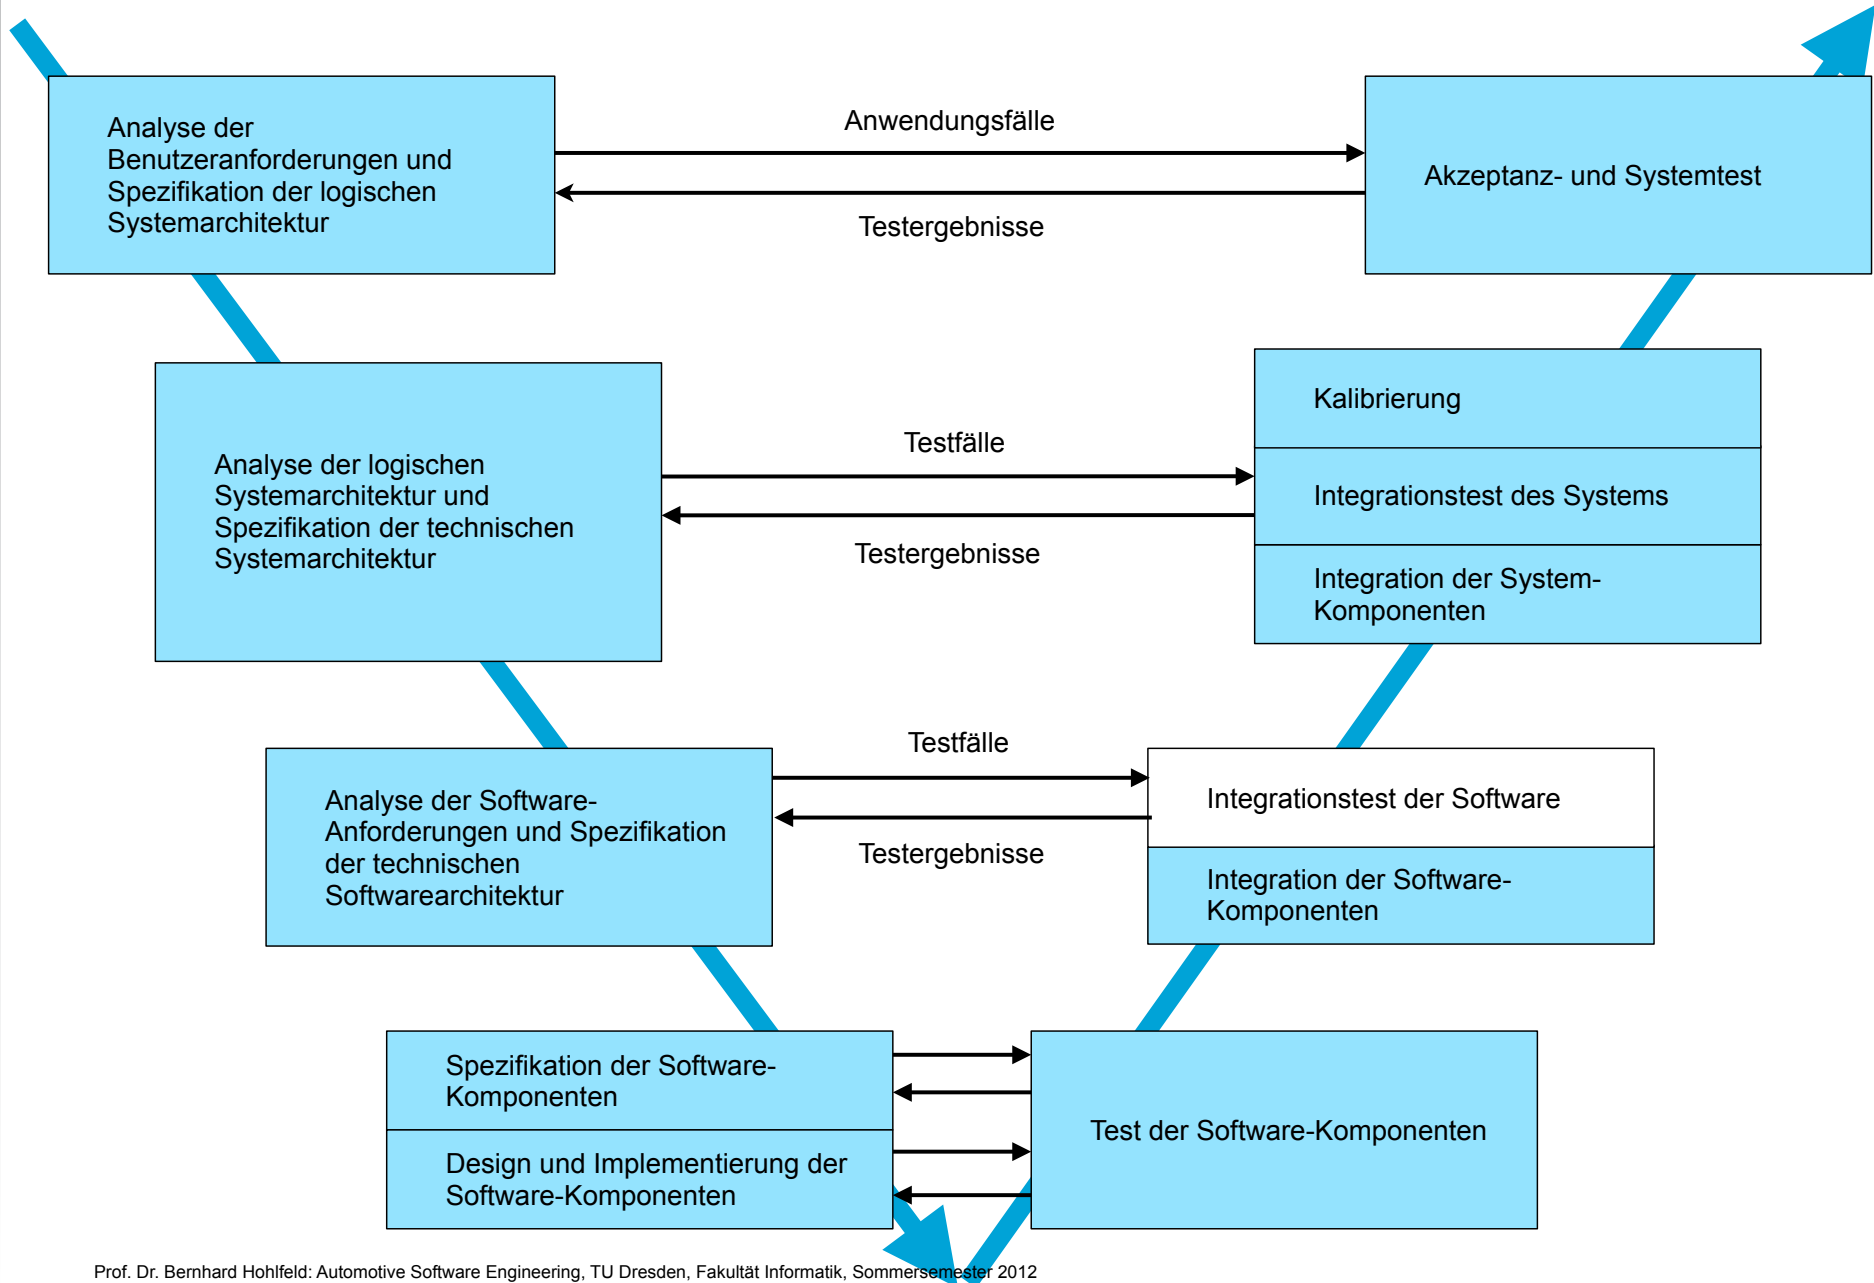 Analyse der
Benutzeranforderungen und
Spezifikation der logischen
Systemarchitektur
Anwendungsfälle
Testergebnisse
Akzeptanz- und Systemtest
Analyse der logischen
Systemarchitektur und
Spezifikation der technischen
Systemarchitektur
Testfälle
Testergebnisse
Kalibrierung
Integrationstest des Systems
Integration der System-
Komponenten
Analyse der Software-
Anforderungen und Spezifikation
der technischen
Softwarearchitektur
Testfälle
Testergebnisse
Integrationstest der Software
Integration der Software-
Komponenten
Spezifikation der Software-
Komponenten
Design und Implementierung der
Software-Komponenten
Test der Software-Komponenten
Prof. Dr. Bernhard Hohlfeld: Automotive Software Engineering, TU Dresden, Fakultät Informatik, Sommersemester 2012